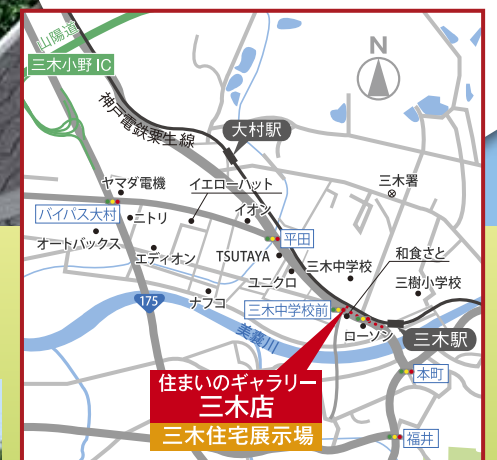 山陽道
三木小野IC
N
神戸電鉄粟生線
大村駅
三木署
ヤマダ電機
イエローハット
バイパス大村
ニトリ
イオン
オートバックス
エディオン
TSUTAYA
平田
和食さと
ユニクロ
三木中学校
三樹小学校
175
ナフコ
三木中学校前
ローソン
美嚢川
三木駅
本町
住まいのギャラリー
三木店
三木住宅展示場
福井